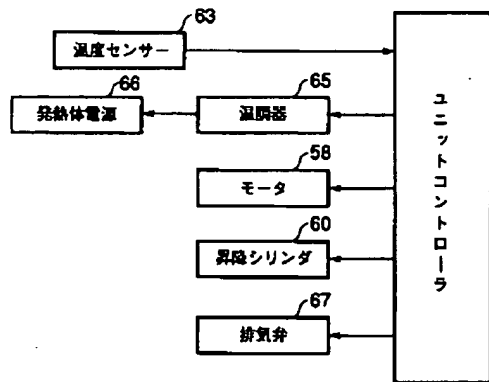 63
温度センサー
66
発熱体電源
65
温調器
58
モータ
60
昇降シリンダ
67
排気弁
ユニットコントローラ